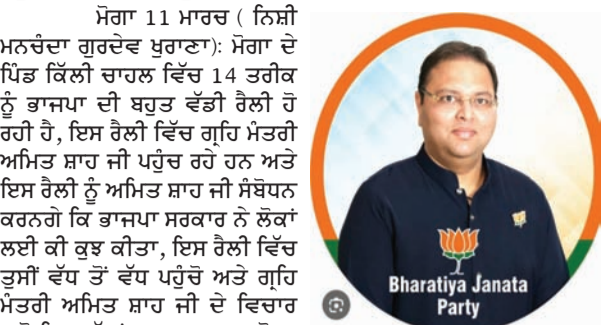 ਮੋਗਾ 11 ਮਾਰਚ ( ਨਿਸ਼ੀ
ਮਨਚੰਦਾ ਗੁਰਦੇਵ ਖੁਰਾਣਾ): ਮੋਗਾ ਦੇ
ਪਿੰਡ ਕਿੱਲੀ ਚਾਹਲ ਵਿੱਚ 14 ਤਰੀਕ
ਨੂੰ ਭਾਜਪਾ ਦੀ ਬਹੁਤ ਵੱਡੀ ਰੈਲੀ ਹੋ
ਰਹੀ ਹੈ, ਇਸ ਰੈਲੀ ਵਿੱਚ ਗ੍ਰਹਿ ਮੰਤਰੀ
ਅਮਿਤ ਸ਼ਾਹ ਜੀ ਪਹੁੰਚ ਰਹੇ ਹਨ ਅਤੇ
ਇਸ ਰੈਲੀ ਨੂੰ ਅਮਿਤ ਸ਼ਾਹ ਜੀ ਸੰਬੋਧਨ
ਕਰਨਗੇ ਕਿ ਭਾਜਪਾ ਸਰਕਾਰ ਨੇ ਲੋਕਾਂ
ਲਈ ਕੀ ਕੁਝ ਕੀਤਾ, ਇਸ ਰੈਲੀ ਵਿੱਚ
ਤੁਸੀਂ ਵੱਧ ਤੋਂ ਵੱਧ ਪਹੁੰਚੋ ਅਤੇ ਗ੍ਰਹਿ
ਮੰਤਰੀ ਅਮਿਤ ਸ਼ਾਹ ਜੀ ਦੇ ਵਿਚਾਰ
Bharatiya Janata
Party